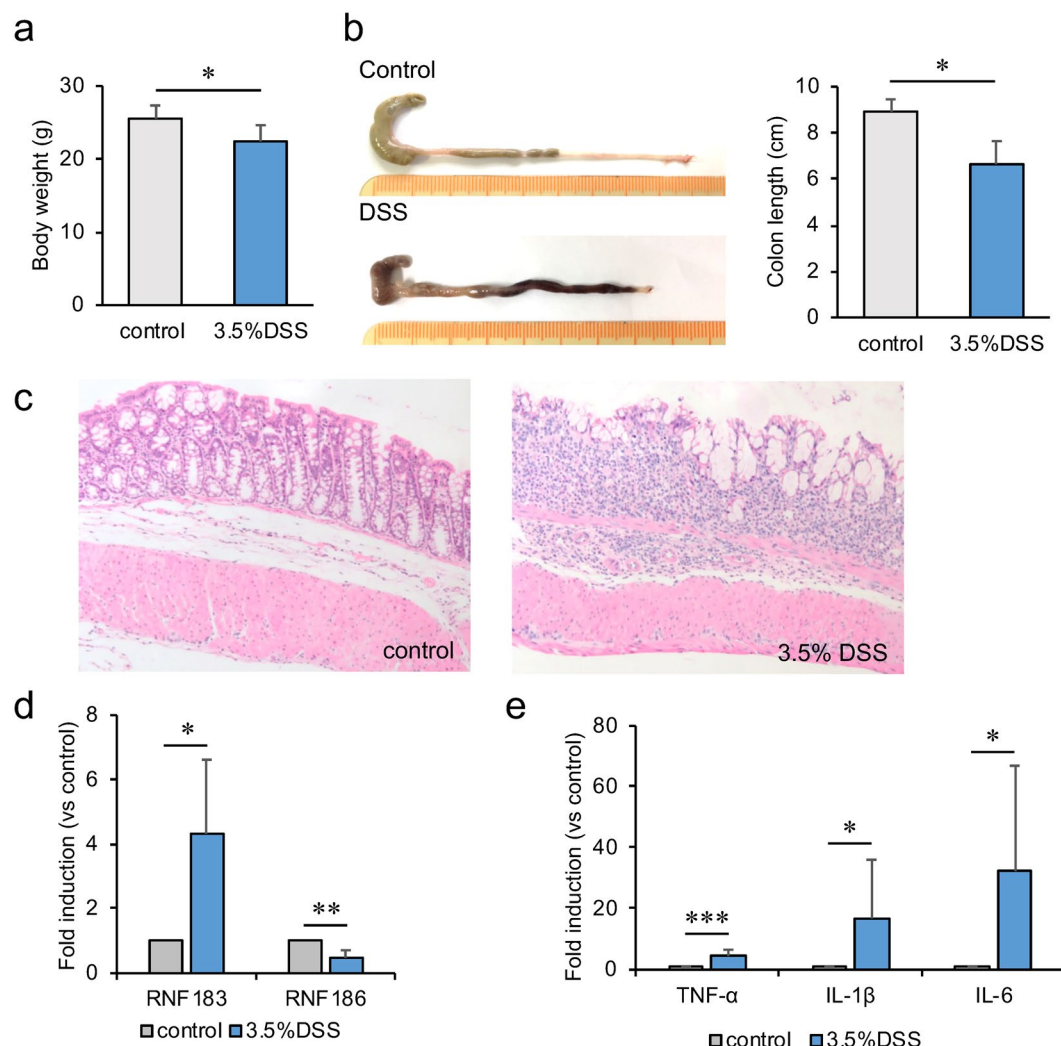 a
*
30
20
10
0
Body weight (g)
control
3.5%DSS
b
Control
DSS
*
10
8
6
4
2
0
Colon length (cm)
control
3.5%DSS
c
control
3.5% DSS
d
8
6
4
2
0
Fold induction (vs control)
*
**
RNF183
RNF186
control 3.5%DSS
e
80
60
40
20
0
Fold induction (vs control)
***
*
*
TNF-α
IL-1β
IL-6
control 3.5%DSS